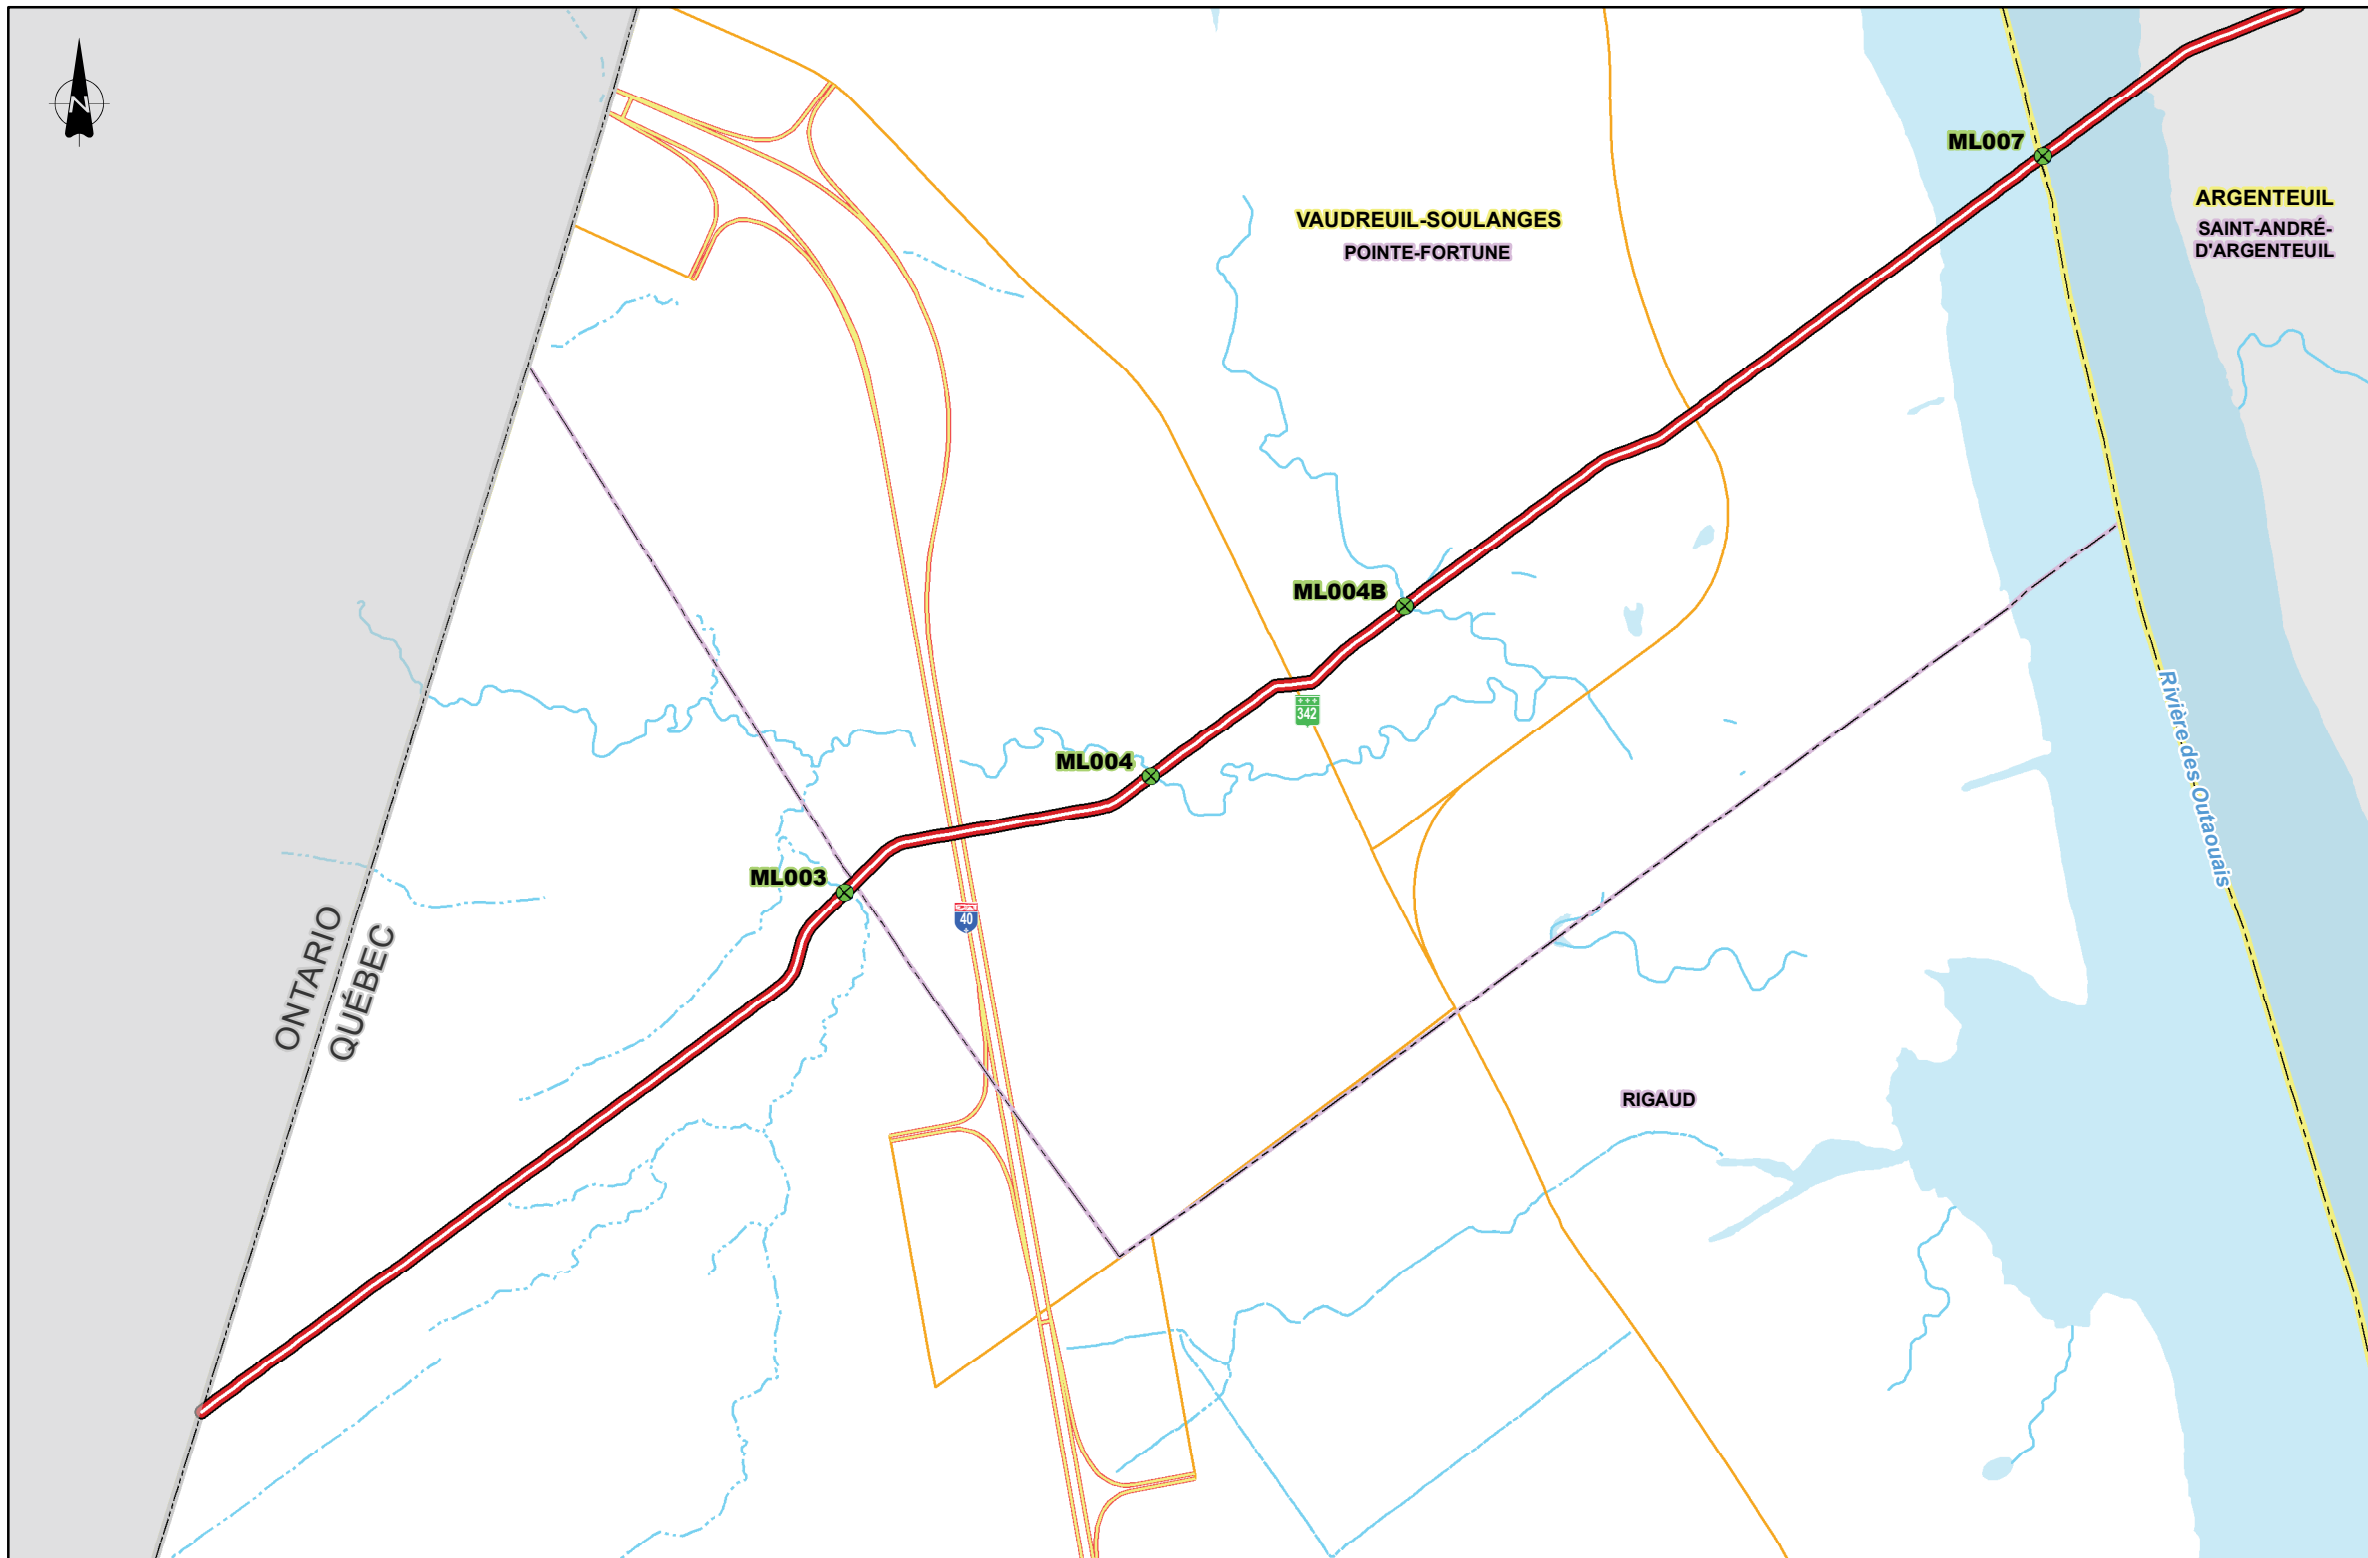 N
ML007
ARGENTEUIL
SAINT-ANDRÉ-
D'ARGENTEUIL
VAUDREUIL-SOULANGES
POINTE-FORTUNE
ML004B
342
ML004
Rivière des Outaouais
ML003
40
ONTARIO
QUÉBEC
RIGAUD